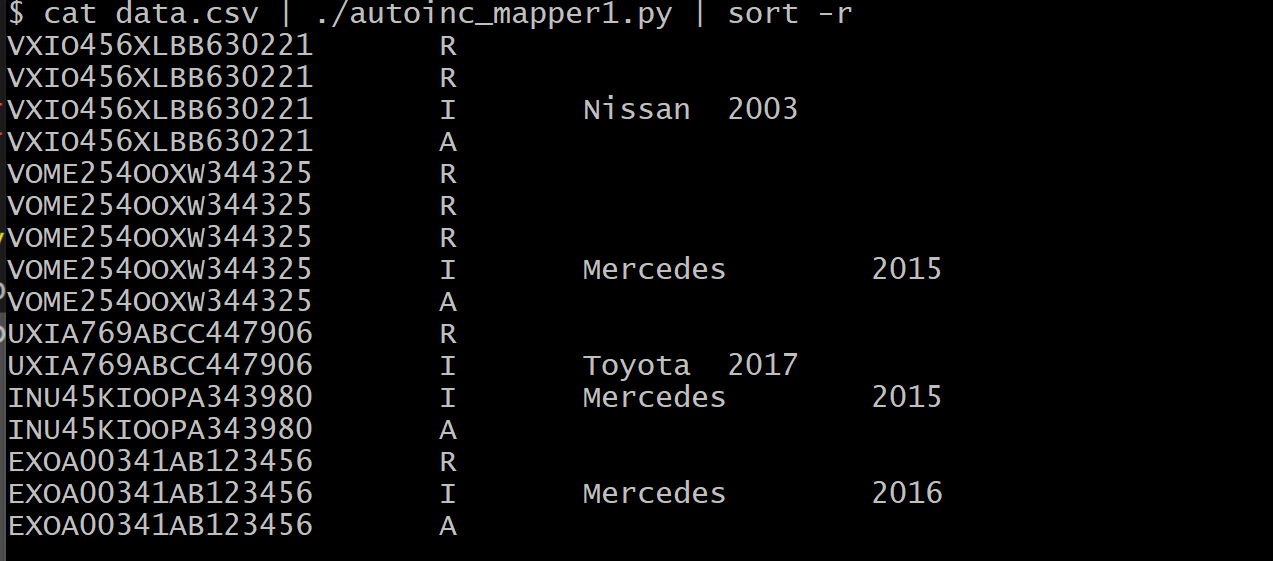 $ cat data.csv | ./autoinc_mapper1.py | sort -r
VXIO456XLBB630221 R
VXIO456XLBB630221 R
VXIO456XLBB630221 I Nissan 2003
VXIO456XLBB630221 A
VOME254OOXW344325 R
VOME254OOXW344325 R
VOME254OOXW344325 R
VOME254OOXW344325 I Mercedes 2015
VOME254OOXW344325 A
UXIA769ABCC447906 R
UXIA769ABCC447906 I Toyota 2017
INU45KIOOPA343980 I Mercedes 2015
INU45KIOOPA343980 A
EXOA00341AB123456 R
EXOA00341AB123456 I Mercedes 2016
EXOA00341AB123456 A